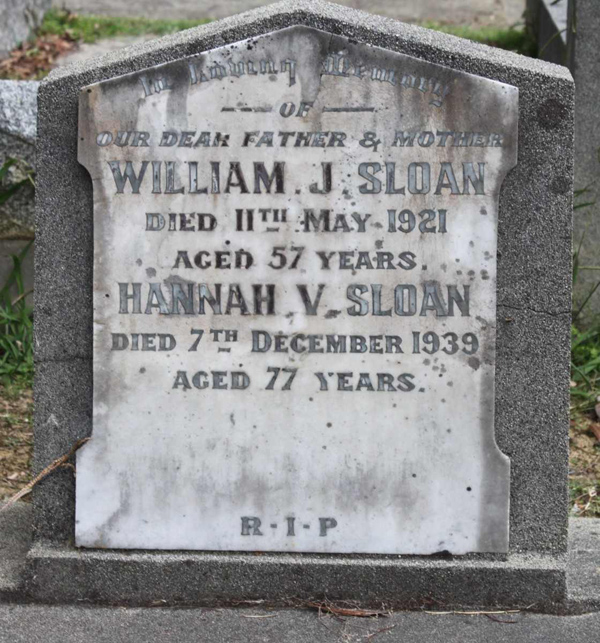 In Loving Memory
OF
OUR DEAR FATHER & MOTHER
WILLIAM. J. SLOAN
DIED 11TH MAY 1921
AGED 57 YEARS.
HANNAH V. SLOAN
DIED 7TH DECEMBER 1939
AGED 77 YEARS.
R-I-P